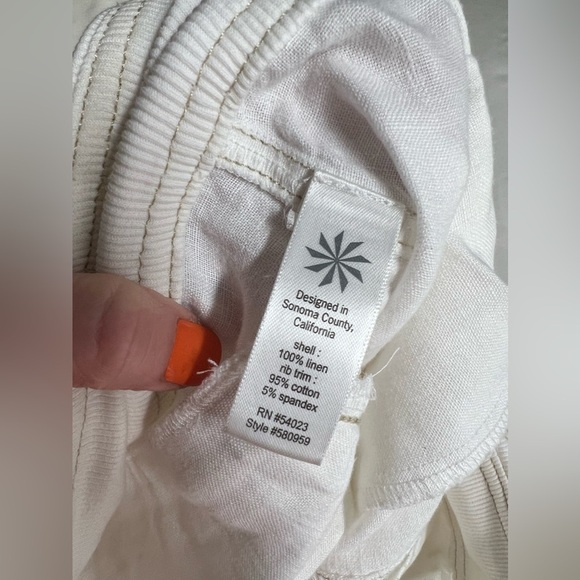 Designed in
Sonoma County,
California
shell :
100% linen
rib trim :
95% cotton
5% spandex
RN #54023
Style #580959